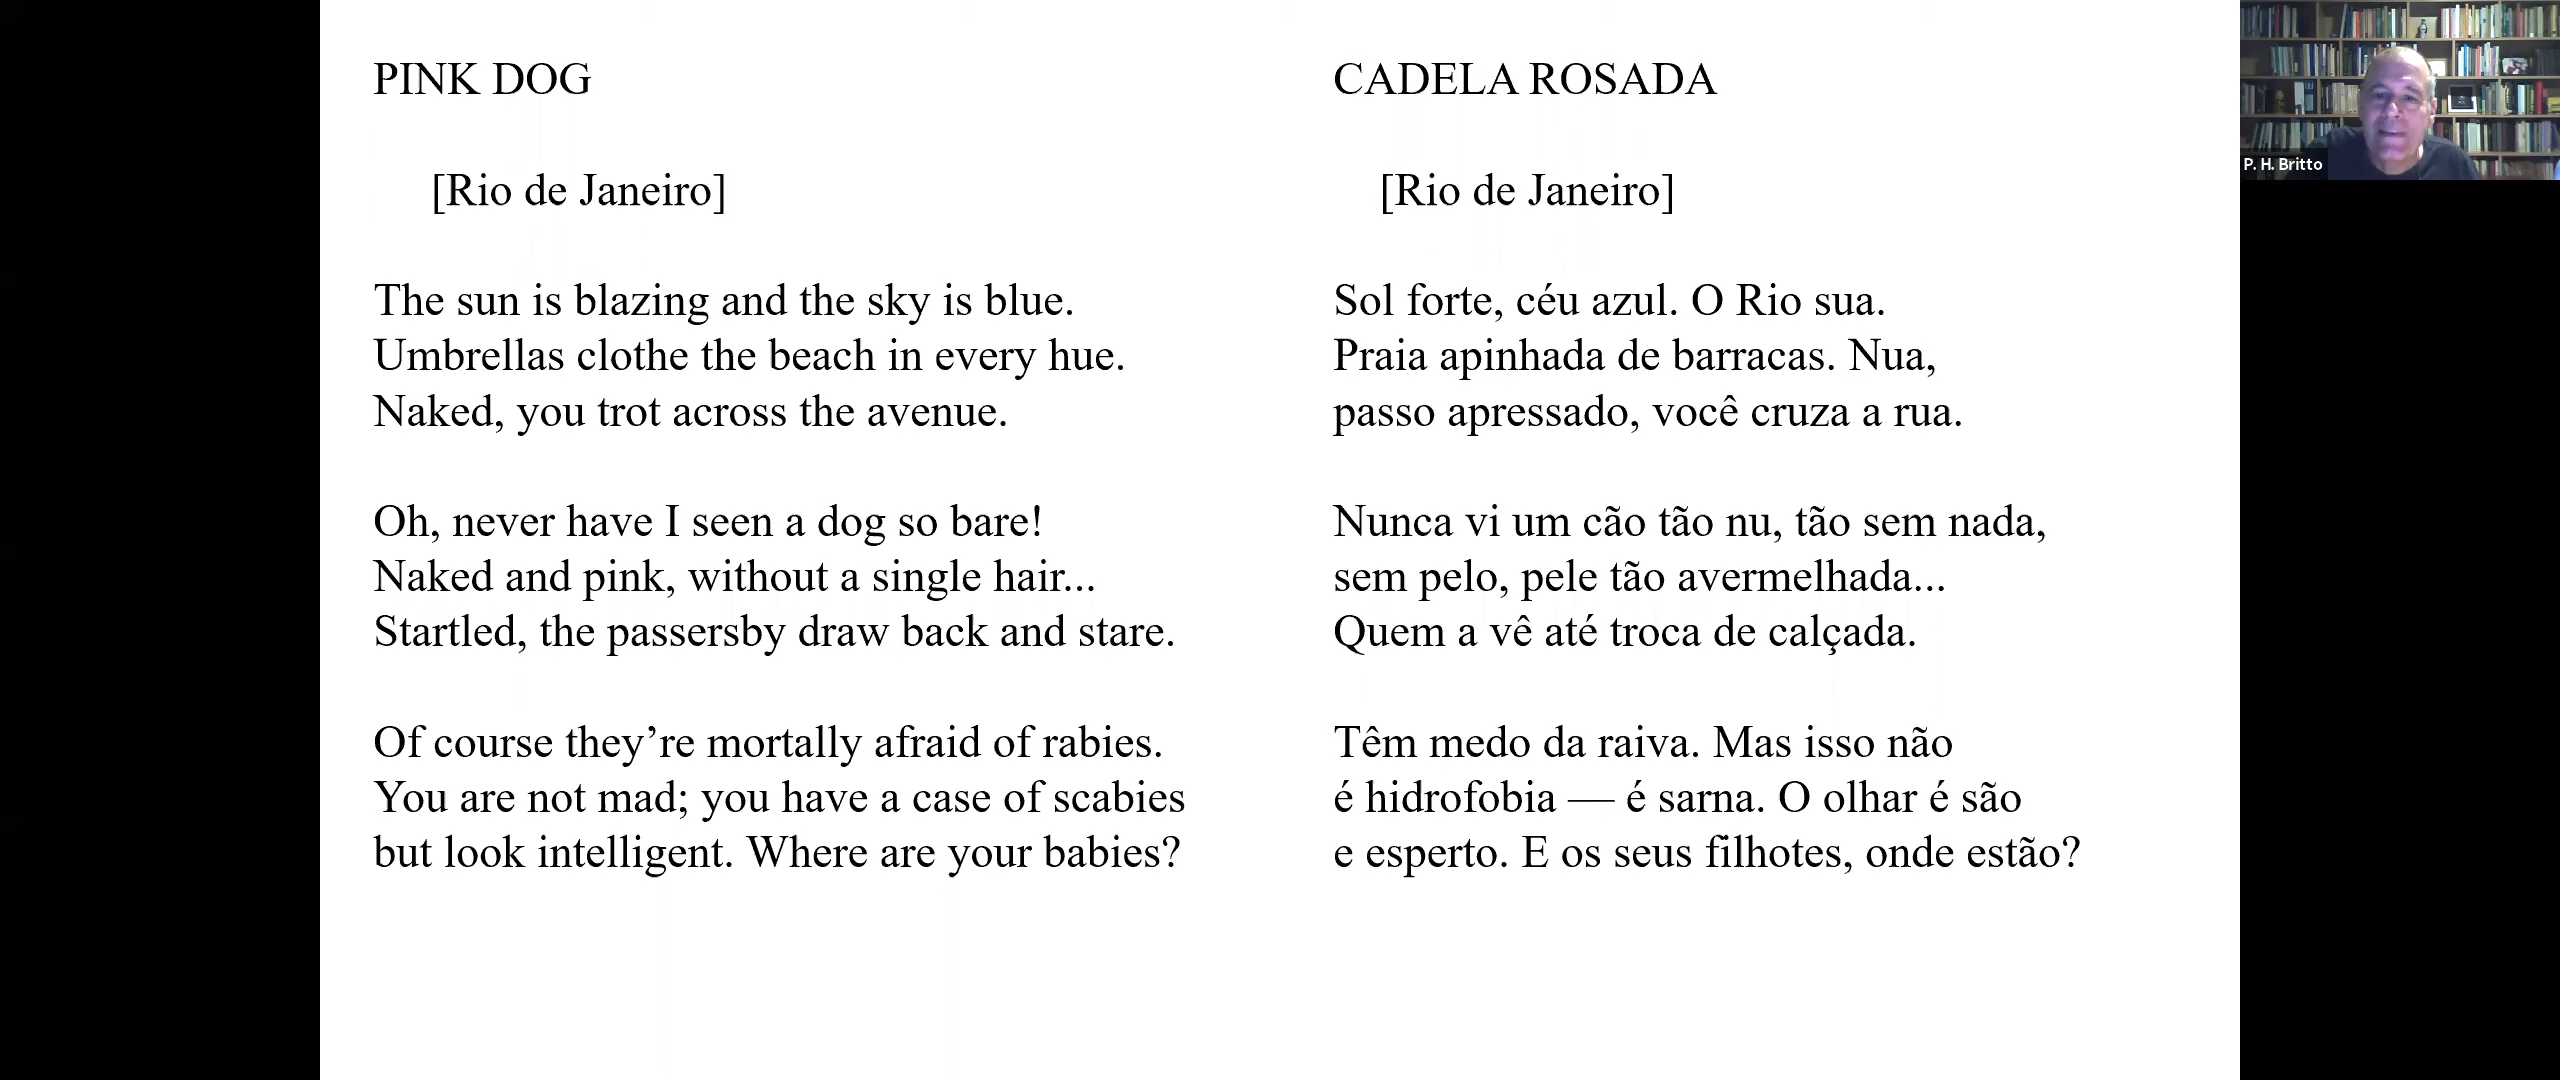 PINK DOG
[Rio de Janeiro]
The sun is blazing and the sky is blue.
Umbrellas clothe the beach in every hue.
Naked, you trot across the avenue.
Oh, never have I seen a dog so bare!
Naked and pink, without a single hair...
Startled, the passersby draw back and stare.
Of course they’re mortally afraid of rabies.
You are not mad; you have a case of scabies
but look intelligent. Where are your babies?
CADELA ROSADA
[Rio de Janeiro]
Sol forte, céu azul. O Rio sua.
Praia apinhada de barracas. Nua,
passo apressado, você cruza a rua.
Nunca vi um cão tão nu, tão sem nada,
sem pelo, pele tão avermelhada...
Quem a vê até troca de calçada.
Têm medo da raiva. Mas isso não
é hidrofobia — é sarna. O olhar é são
e esperto. E os seus filhotes, onde estão?
P. H. Britto